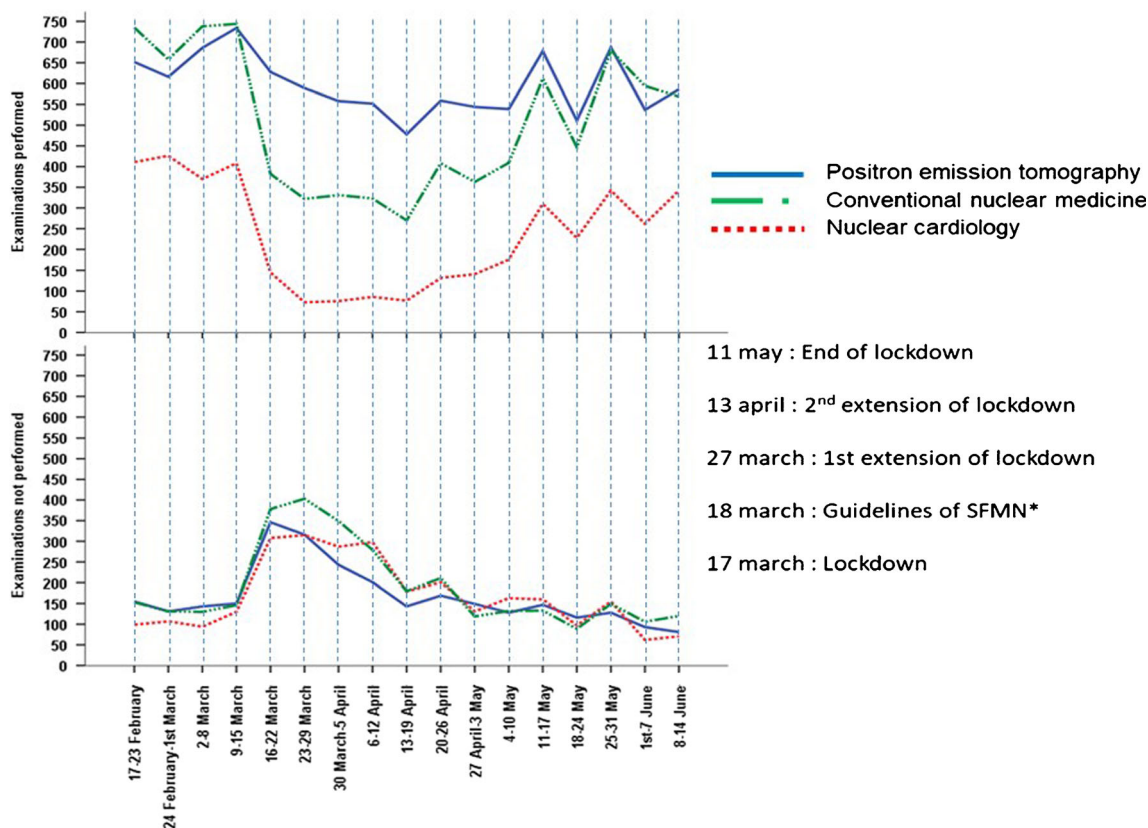 Examinations performed
750
700
650
600
550
500
450
400
350
300
250
200
150
100
50
0
Positron emission tomography
Conventional nuclear medicine
Nuclear cardiology
Examinations not performed
750
700
650
600
550
500
450
400
350
300
250
200
150
100
50
0
11 may : End of lockdown
13 april : 2nd extension of lockdown
27 march : 1st extension of lockdown
18 march : Guidelines of SFMN*
17 march : Lockdown
17-23 February
24 February-1st March
2-8 March
9-15 March
16-22 March
23-29 March
30 March-5 April
6-12 April
13-19 April
20-26 April
27 April-3 May
4-10 May
11-17 May
18-24 May
25-31 May
1st-7 June
8-14 June